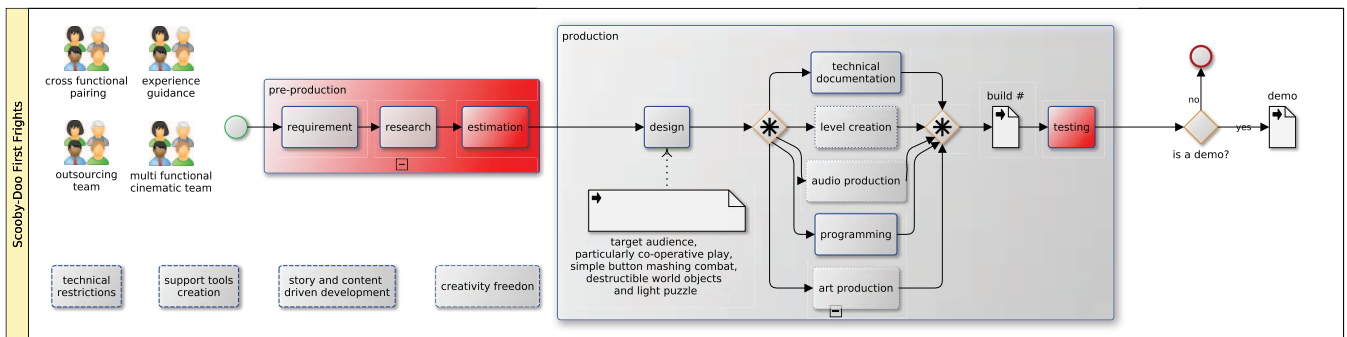 Scooby-Doo First Frights
cross functional
pairing
experience
guidance
outsourcing
team
multi functional
cinematic team
technical
restrictions
support tools
creation
story and content
driven development
creativity freedon
pre-production
requirement
research
estimation
production
design
target audience,
particularly co-operative play,
simple button mashing combat,
destructible world objects
and light puzzle
technical
documentation
level creation
audio production
programming
art production
build #
testing
no
yes
is a demo?
demo